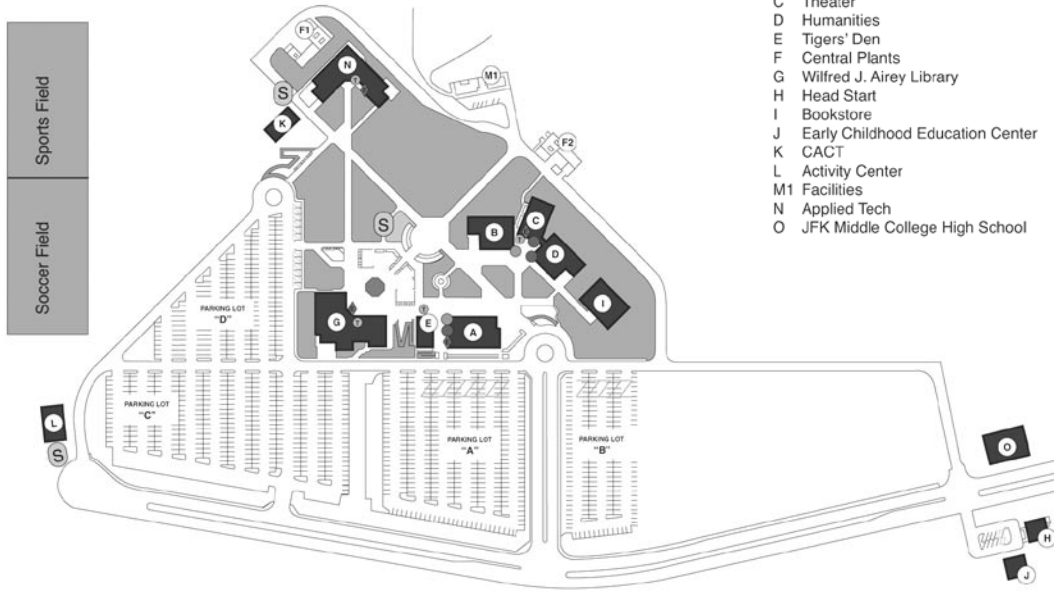 C Theater
D Humanities
E Tigers' Den
F Central Plants
G Wilfred J. Airey Library
H Head Start
I Bookstore
J Early Childhood Education Center
K CACT
L Activity Center
M1 Facilities
N Applied Tech
O JFK Middle College High School
Sports Field
Soccer Field
F1
N
M1
S
K
F2
S
C
B
T
D
I
G
T
T
E
A
PARKING LOT
"D"
PARKING LOT
"C"
PARKING LOT
"A"
PARKING LOT
"B"
L
S
O
H
J